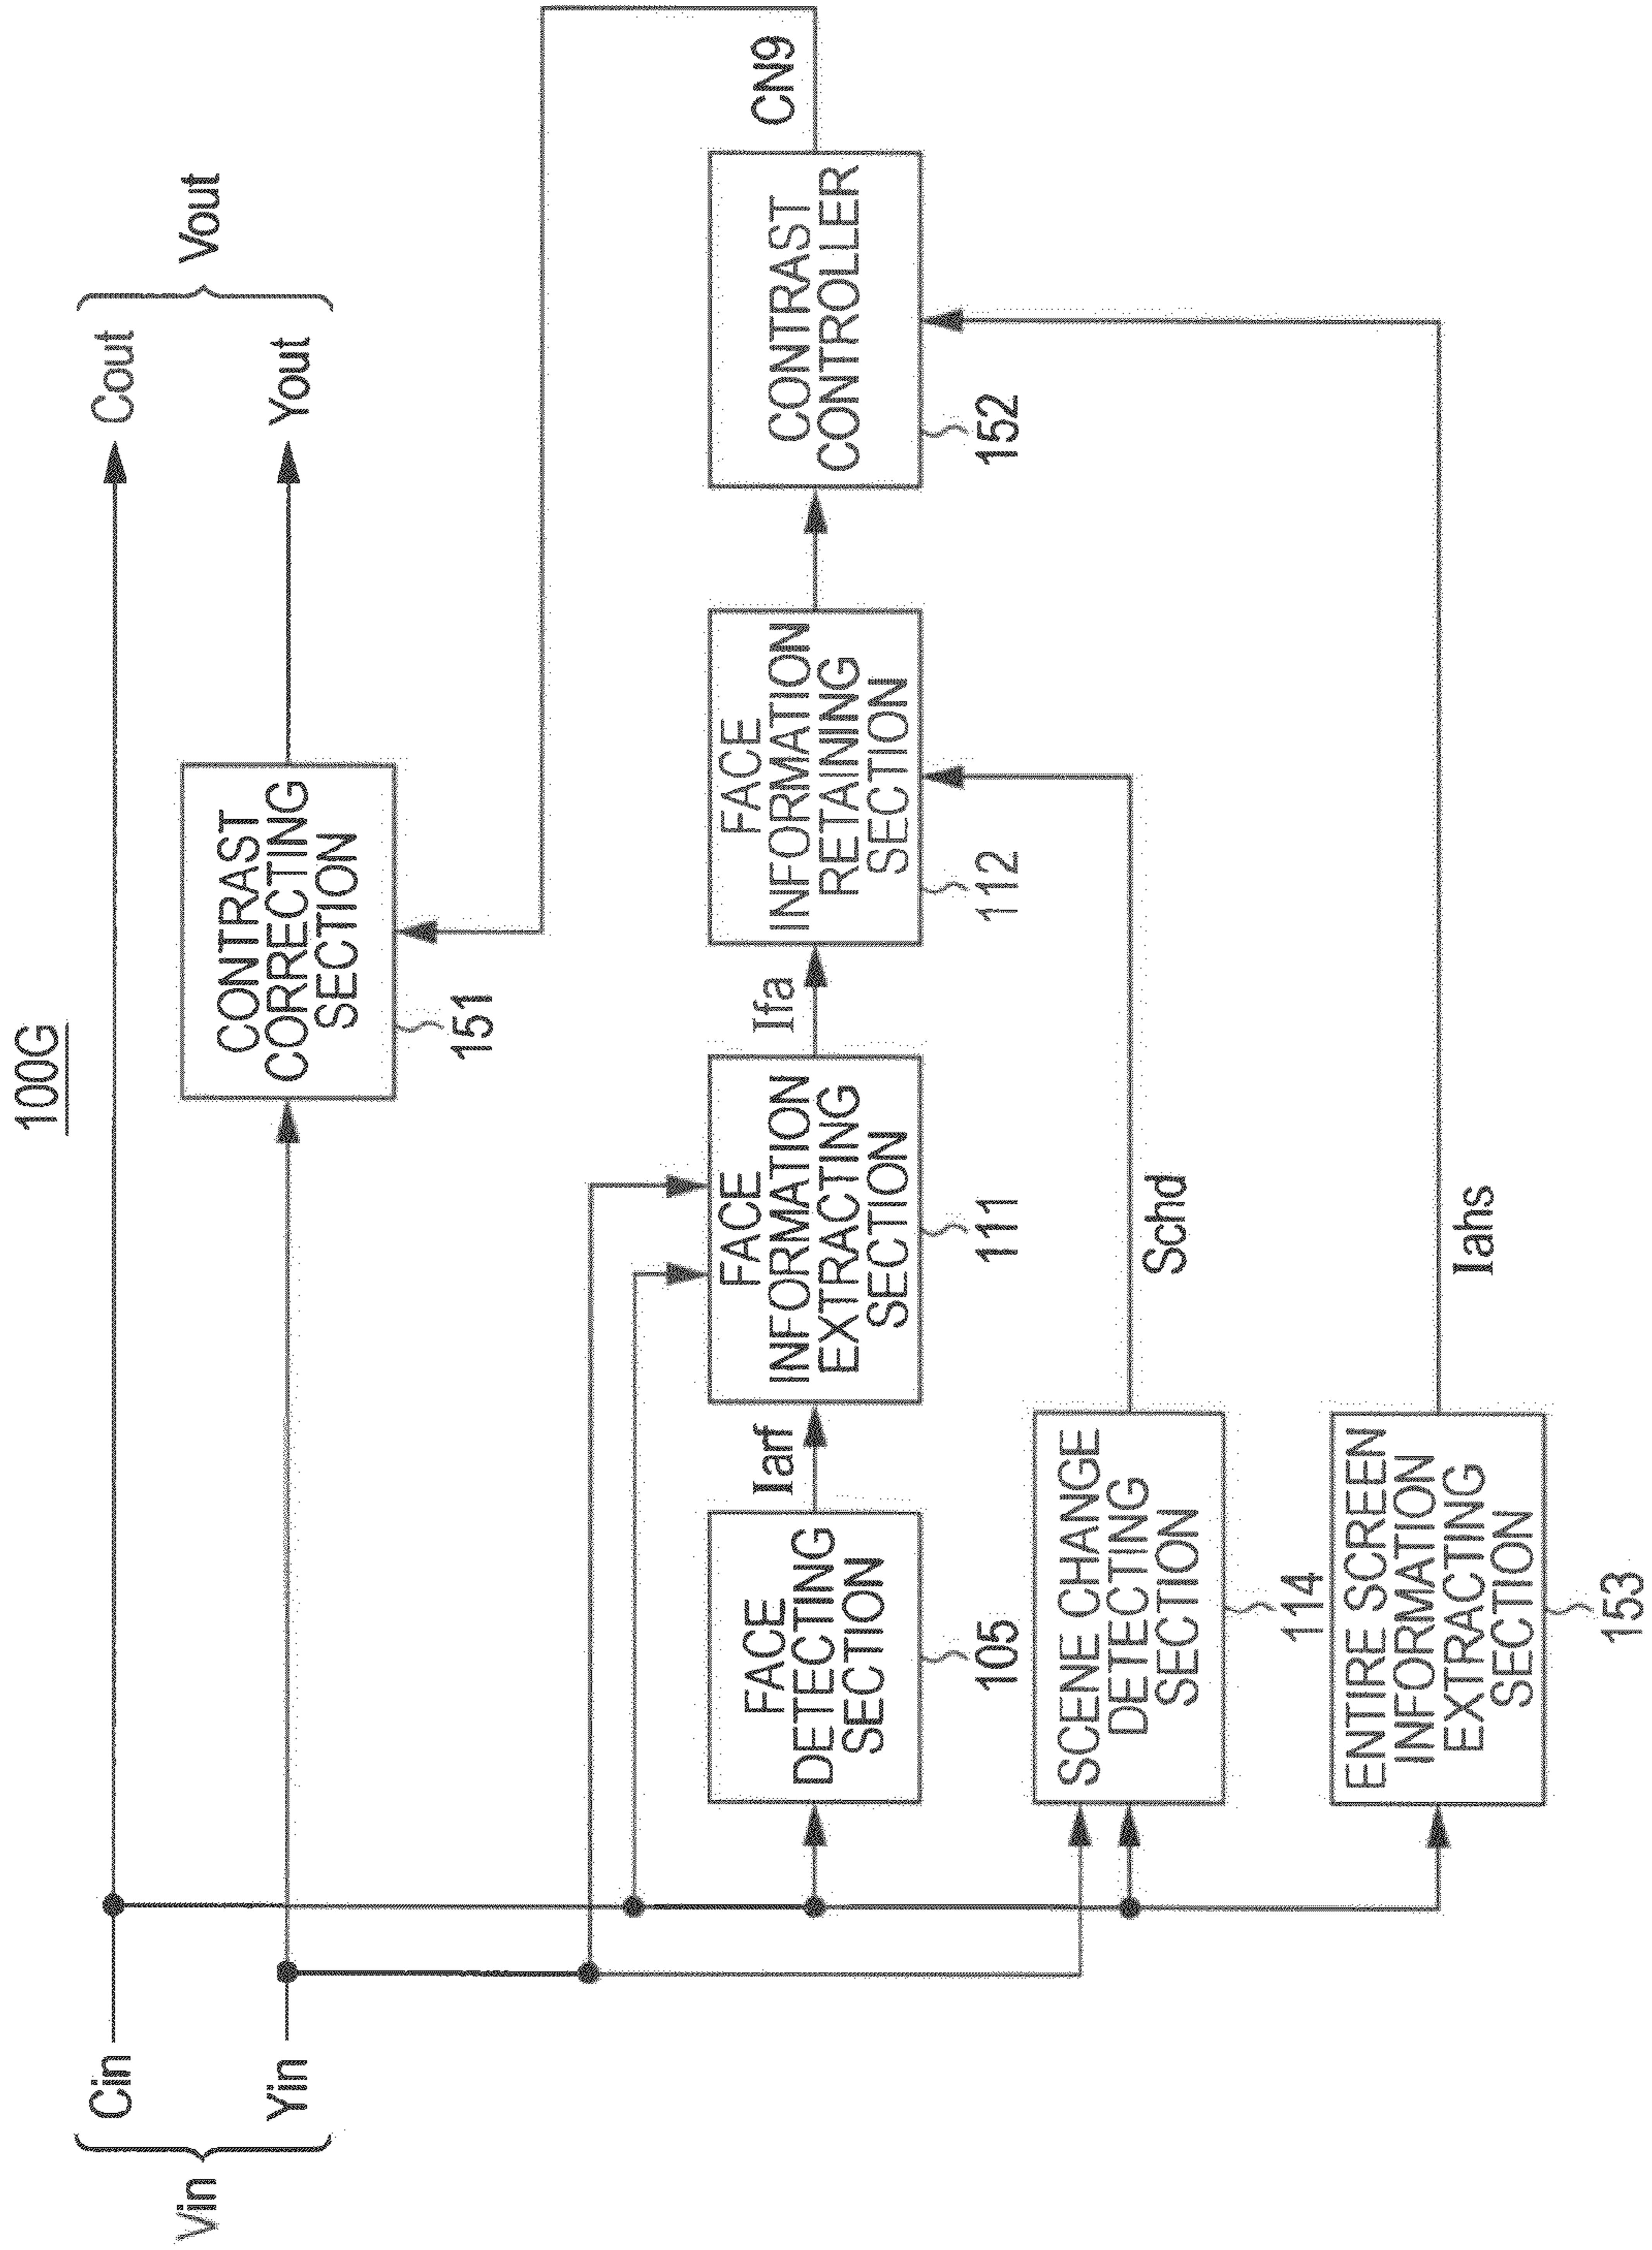 100G
Vin
Cin
Yin
Cout
Yout
Vout
CONTRAST
CORRECTING
SECTION
151
FACE
DETECTING
SECTION
105
Iarf
FACE
INFORMATION
EXTRACTING
SECTION
111
Ifa
FACE
INFORMATION
RETAINING
SECTION
112
CONTRAST
CONTROLLER
152
CN9
SCENE CHANGE
DETECTING
SECTION
114
Schd
ENTIRE SCREEN
INFORMATION
EXTRACTING
SECTION
153
Iahs